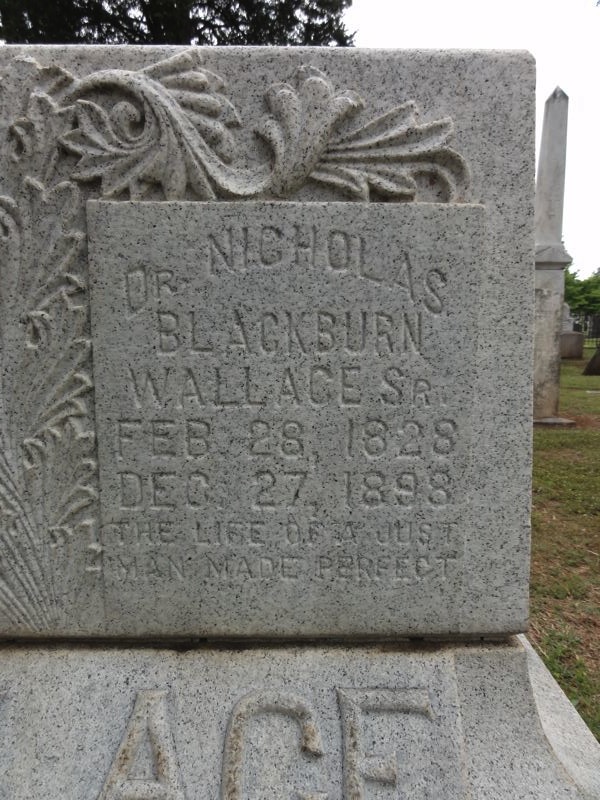 DR NICHOLAS
BLACKBURN
WALLACE SR.
FEB. 28, 1828
DEC. 27, 1898
THE LIFE OF A JUST
MAN MADE PERFECT
ACE